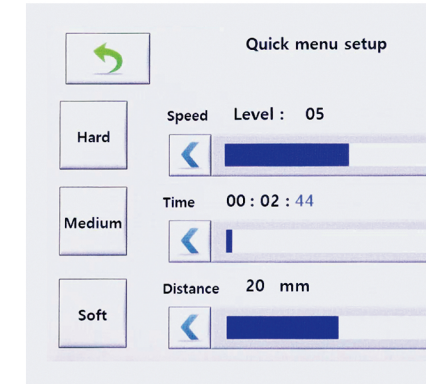 Quick menu setup
Speed Level : 05
Hard
Time 00 : 02 : 44
Medium
Distance 20 mm
Soft